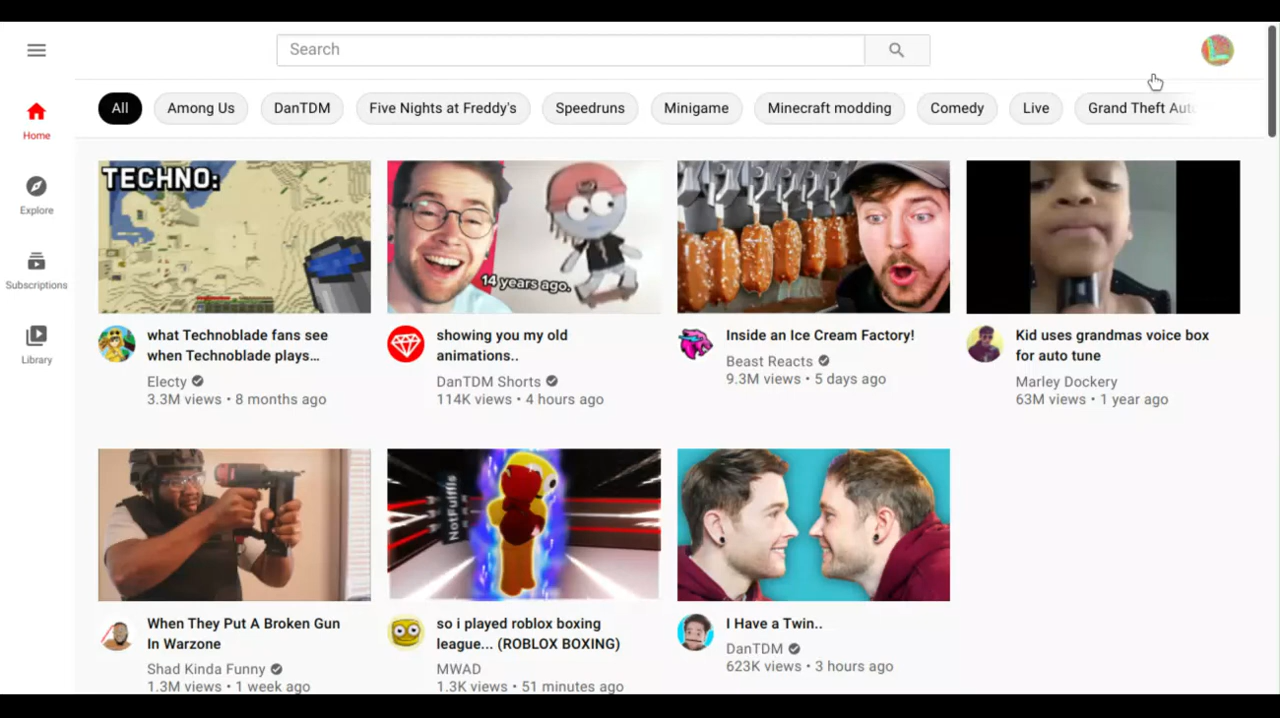 Search
All
Among Us
DanTDM
Five Nights at Freddy's
Speedruns
Minigame
Minecraft modding
Comedy
Live
Grand Theft Auto
Home
Explore
Subscriptions
Library
TECHNO:
14 years ago.
what Technoblade fans see
when Technoblade plays...
Electy
3.3M views • 8 months ago
showing you my old
animations..
DanTDM Shorts
114K views • 4 hours ago
Inside an Ice Cream Factory!
Beast Reacts
9.3M views • 5 days ago
Kid uses grandmas voice box
for auto tune
Marley Dockery
63M views • 1 year ago
NotFulffis
When They Put A Broken Gun
In Warzone
Shad Kinda Funny
1.3M views • 1 week ago
so i played roblox boxing
league... (ROBLOX BOXING)
MWAD
1.3K views • 51 minutes ago
I Have a Twin..
DanTDM
623K views • 3 hours ago